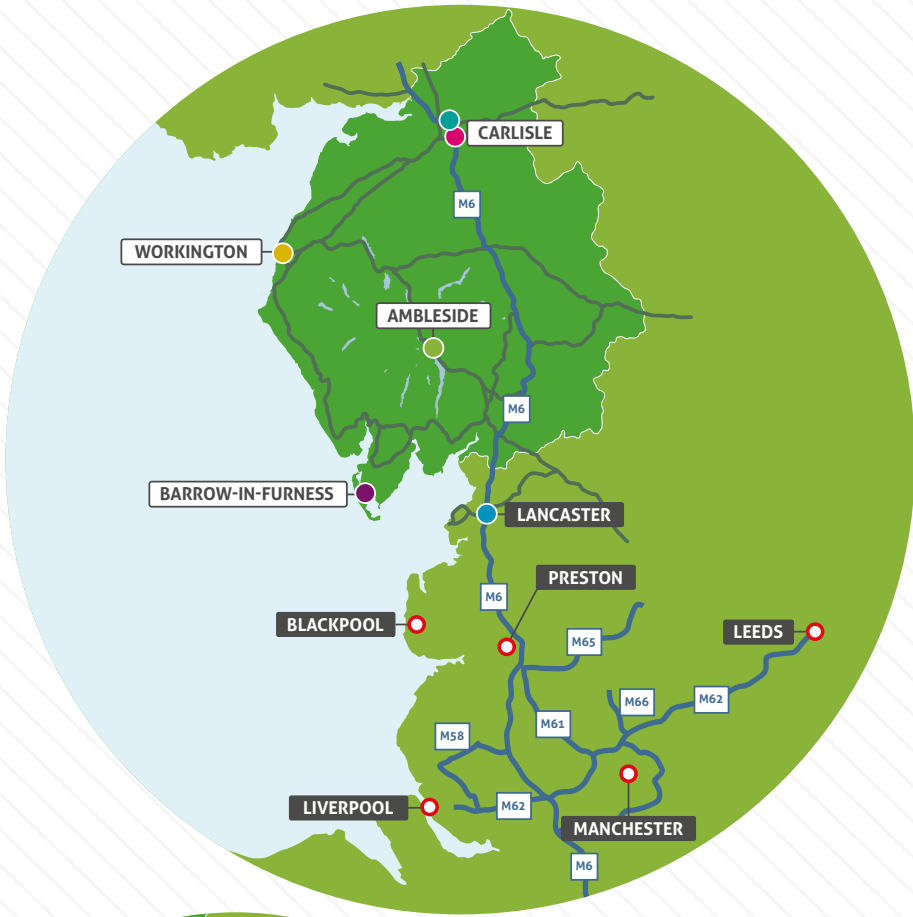 CARLISLE
M6
WORKINGTON
AMBLESIDE
M6
BARROW-IN-FURNESS
LANCASTER
PRESTON
M6
BLACKPOOL
M65
LEEDS
M66
M62
M61
M58
LIVERPOOL
M62
MANCHESTER
M6